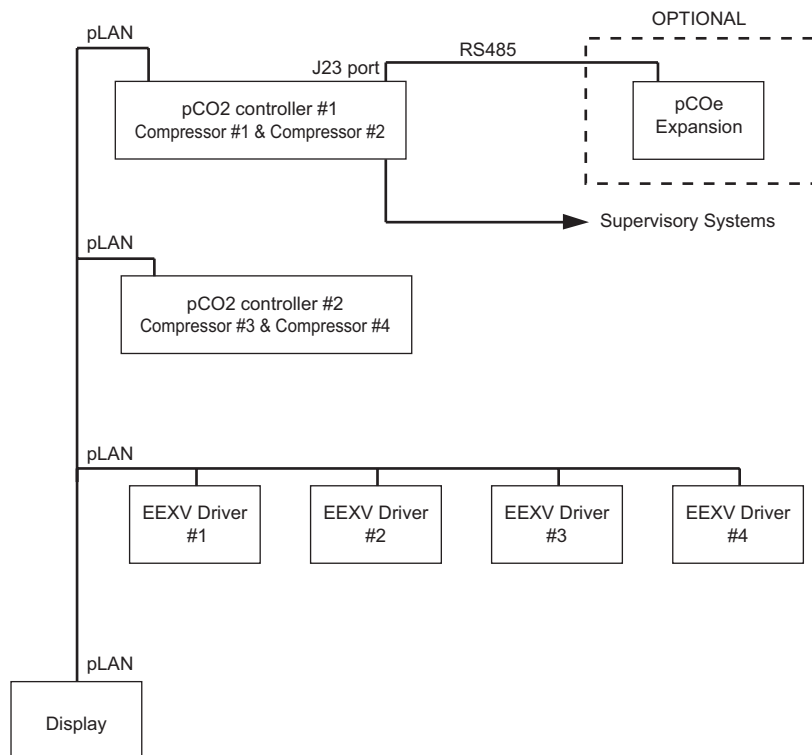 OPTIONAL
pLAN
RS485
J23 port
pCO2 controller #1
Compressor #1 & Compressor #2
pCOe
Expansion
Supervisory Systems
pLAN
pCO2 controller #2
Compressor #3 & Compressor #4
pLAN
EEXV Driver
#1
EEXV Driver
#2
EEXV Driver
#3
EEXV Driver
#4
pLAN
Display